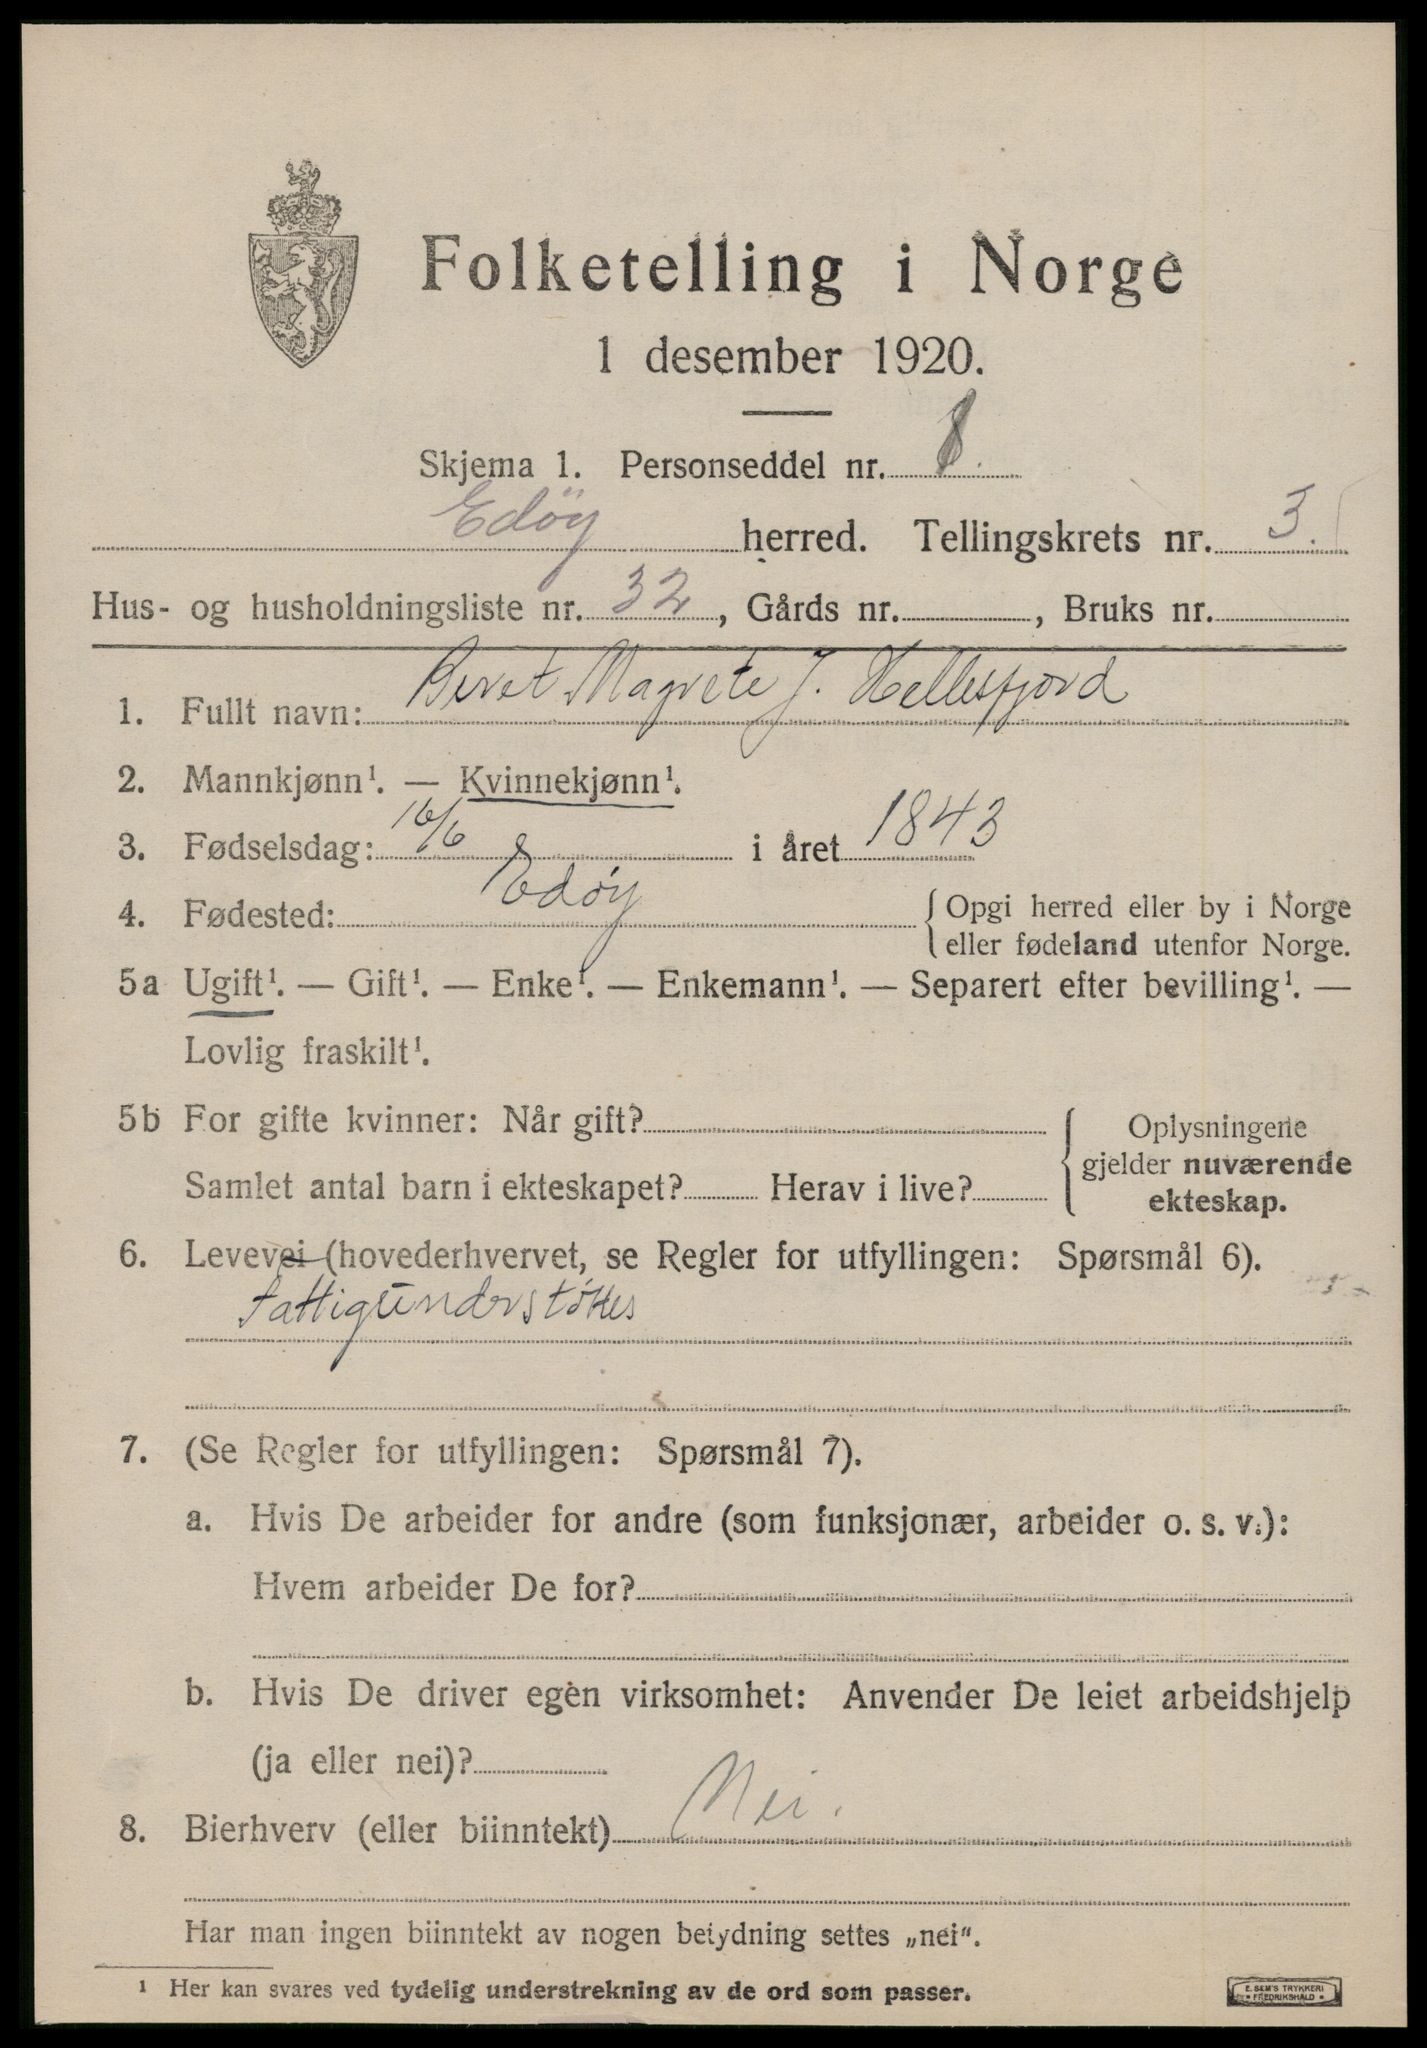 Folketelling i Norge
1 desember 1920.
Skjema 1. Personseddel nr.
Edöy herred. Tellingskrets nr. 3.
Hus- og husholdningsliste nr. 32, Gårds nr. , Bruks nr.
1. Fullt navn: Beret Magrete J. Hellesfjord
2. Mannkjønn¹. — Kvinnekjønn¹.
3. Fødselsdag: 16/6 i året 1843
4. Fødested: Edöy {Opgi herred eller by i Norge
eller fødeland utenfor Norge.
5a Ugift¹. — Gift¹. — Enke¹. — Enkemann¹. — Separert efter bevilling¹. —
Lovlig fraskilt¹.
5b For gifte kvinner: Når gift? {Oplysningene
gjelder nuværende
Samlet antal barn i ekteskapet? Herav i live?
ekteskap.
6. Levevei (hovederhvervet, se Regler for utfyllingen: Spørsmål 6).
Fattigunderstöttes
7. (Se Regler for utfyllingen: Spørsmål 7).
a. Hvis De arbeider for andre (som funksjonær, arbeider o. s. v.):
Hvem arbeider De for?
b. Hvis De driver egen virksomhet: Anvender De leiet arbeidshjelp
(ja eller nei)?
8. Bierhverv (eller biinntekt) Nei.
Har man ingen biinntekt av nogen betydning settes „nei“.
¹ Her kan svares ved tydelig understrekning av de ord som passer.
E. SEM'S TRYKKERI
FREDRIKSHALD